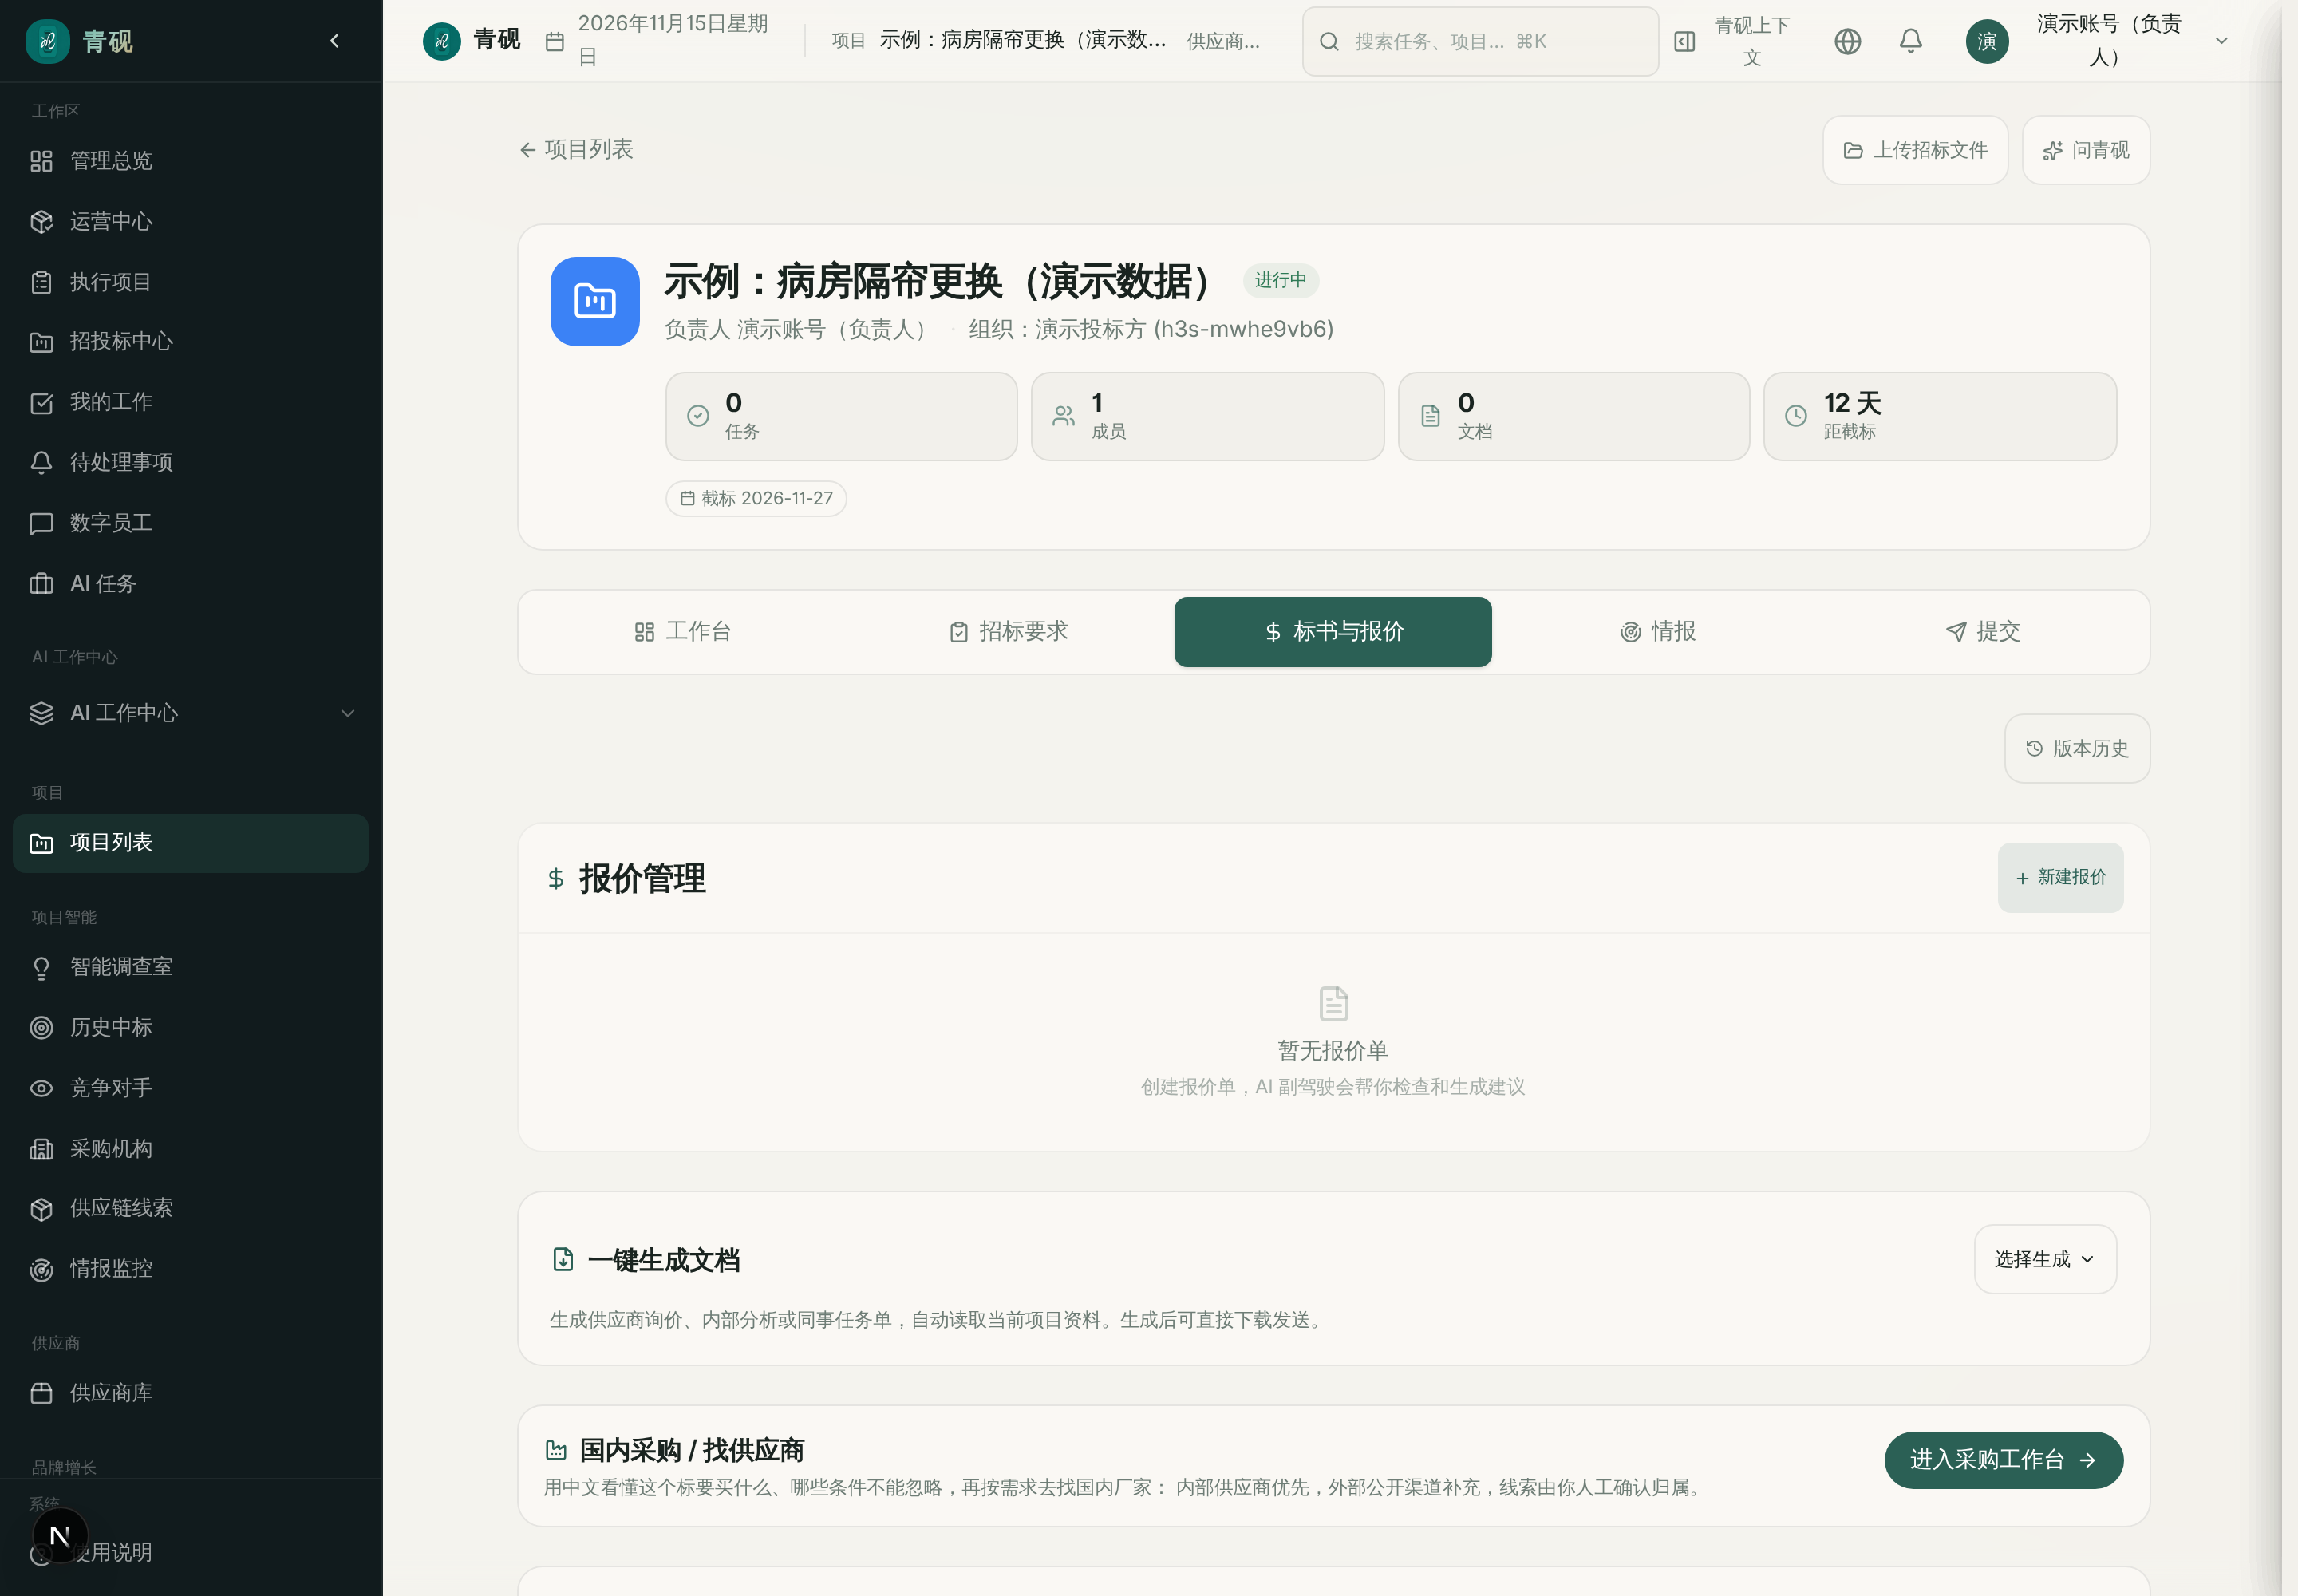 青砚
工作区
管理总览
运营中心
执行项目
招投标中心
我的工作
待处理事项
数字员工
AI 任务
AI 工作中心
AI 工作中心
项目
项目列表
项目智能
智能调查室
历史中标
竞争对手
采购机构
供应链线索
情报监控
供应商
供应商库
品牌增长
系统
N
使用说明
青砚
2026年11月15日星期
日
项目 示例：病房隔帘更换（演示数... 供应商...
搜索任务、项目... ⌘K
青砚上下
文
演
演示账号（负责
人）
项目列表
上传招标文件
问青砚
示例：病房隔帘更换（演示数据） 进行中
负责人 演示账号（负责人） · 组织：演示投标方 (h3s-mwhe9vb6)
0
任务
1
成员
0
文档
12 天
距截标
截标 2026-11-27
工作台
招标要求
标书与报价
情报
提交
版本历史
报价管理
+ 新建报价
暂无报价单
创建报价单，AI 副驾驶会帮你检查和生成建议
一键生成文档
选择生成
生成供应商询价、内部分析或同事任务单，自动读取当前项目资料。生成后可直接下载发送。
国内采购 / 找供应商
用中文看懂这个标要买什么、哪些条件不能忽略，再按需求去找国内厂家： 内部供应商优先，外部公开渠道补充，线索由你人工确认归属。
进入采购工作台